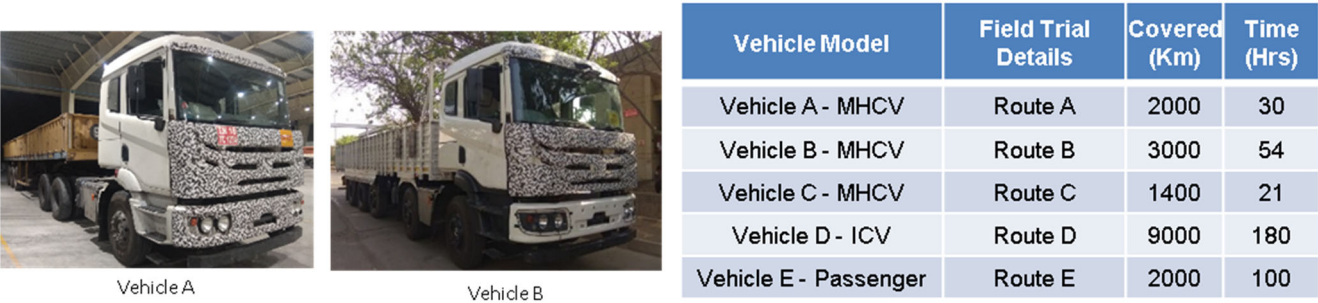 Vehicle A
Vehicle B
Vehicle Model | Field Trial Details | Covered (Km) | Time (Hrs)
Vehicle A - MHCV | Route A | 2000 | 30
Vehicle B - MHCV | Route B | 3000 | 54
Vehicle C - MHCV | Route C | 1400 | 21
Vehicle D - ICV | Route D | 9000 | 180
Vehicle E - Passenger | Route E | 2000 | 100